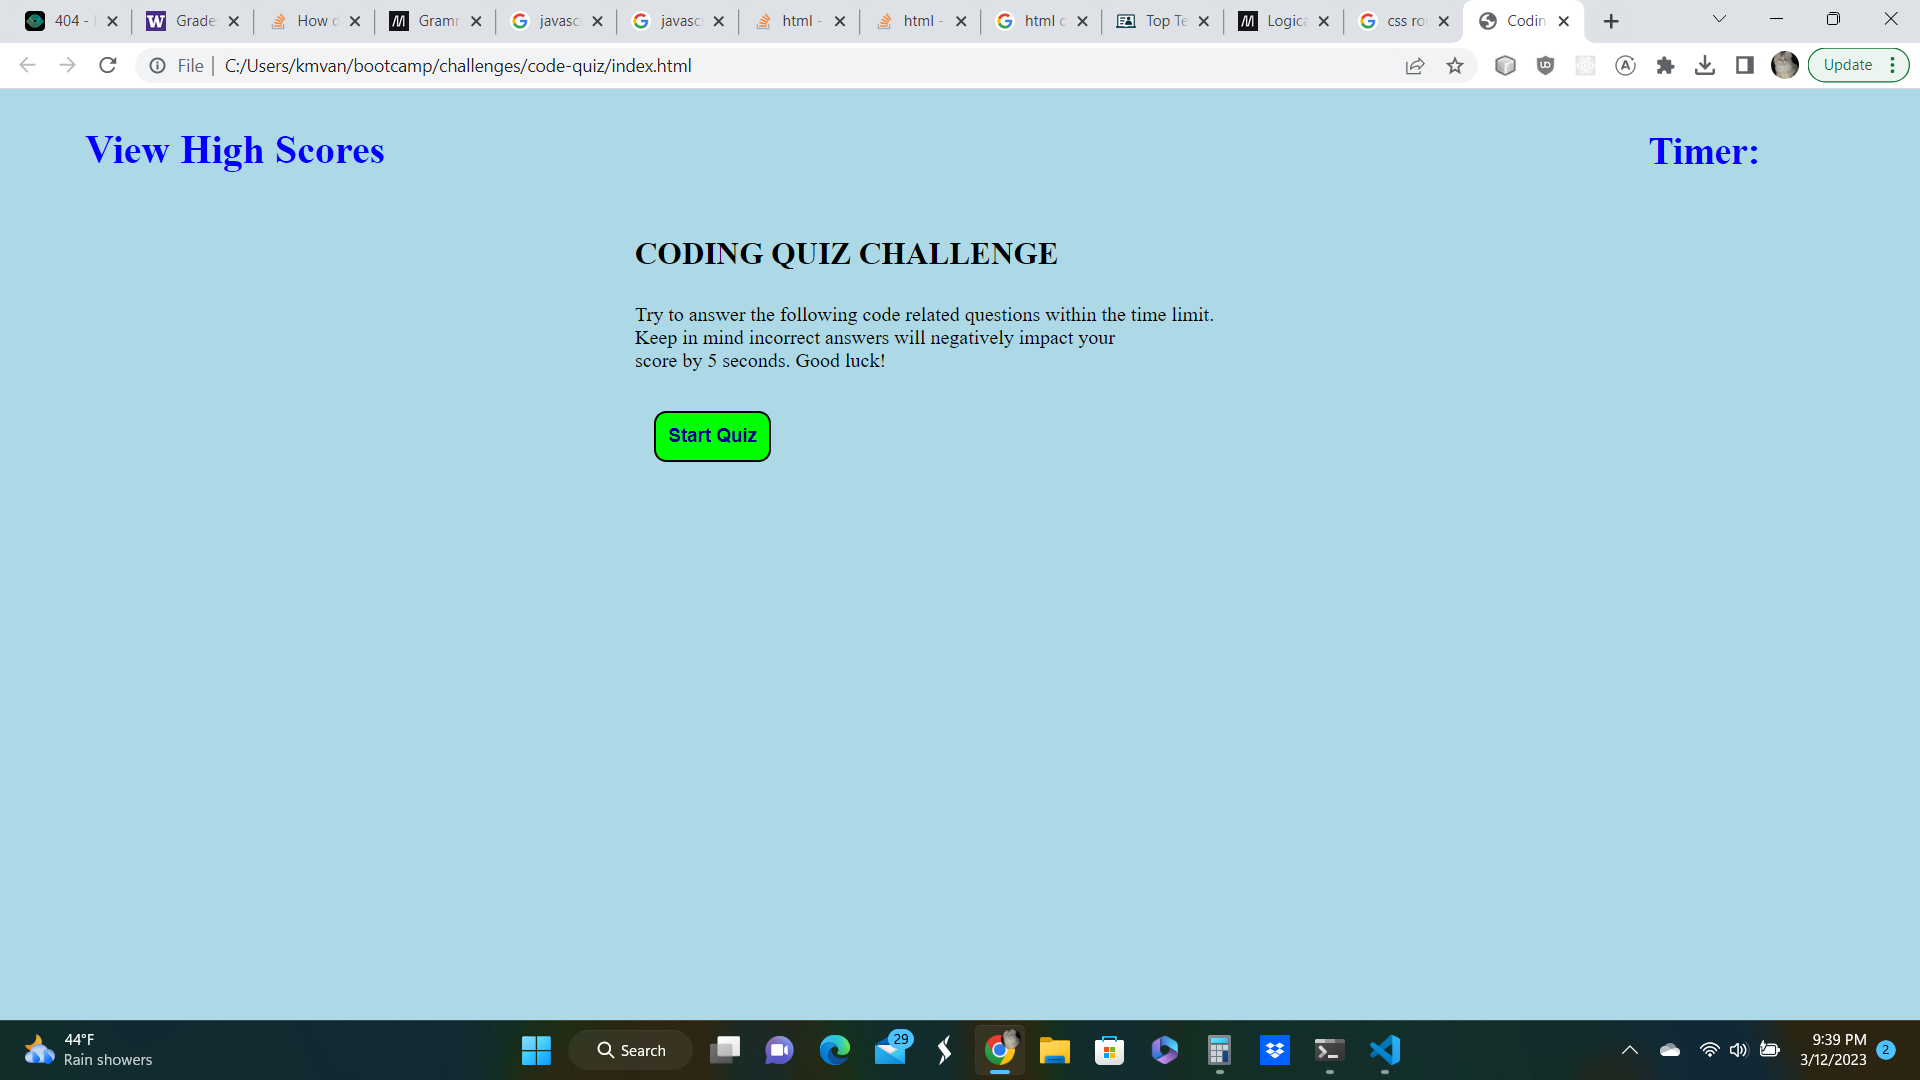 404 -
Grade
How d
Gramm
javasc
javasc
html -
html -
html c
Top Te
Logica
css ro
Codin
File
C:/Users/kmvan/bootcamp/challenges/code-quiz/index.html
Update
View High Scores
Timer:
CODING QUIZ CHALLENGE
Try to answer the following code related questions within the time limit.
Keep in mind incorrect answers will negatively impact your
score by 5 seconds. Good luck!
Start Quiz
44°F
Rain showers
Search
29
9:39 PM
3/12/2023
2